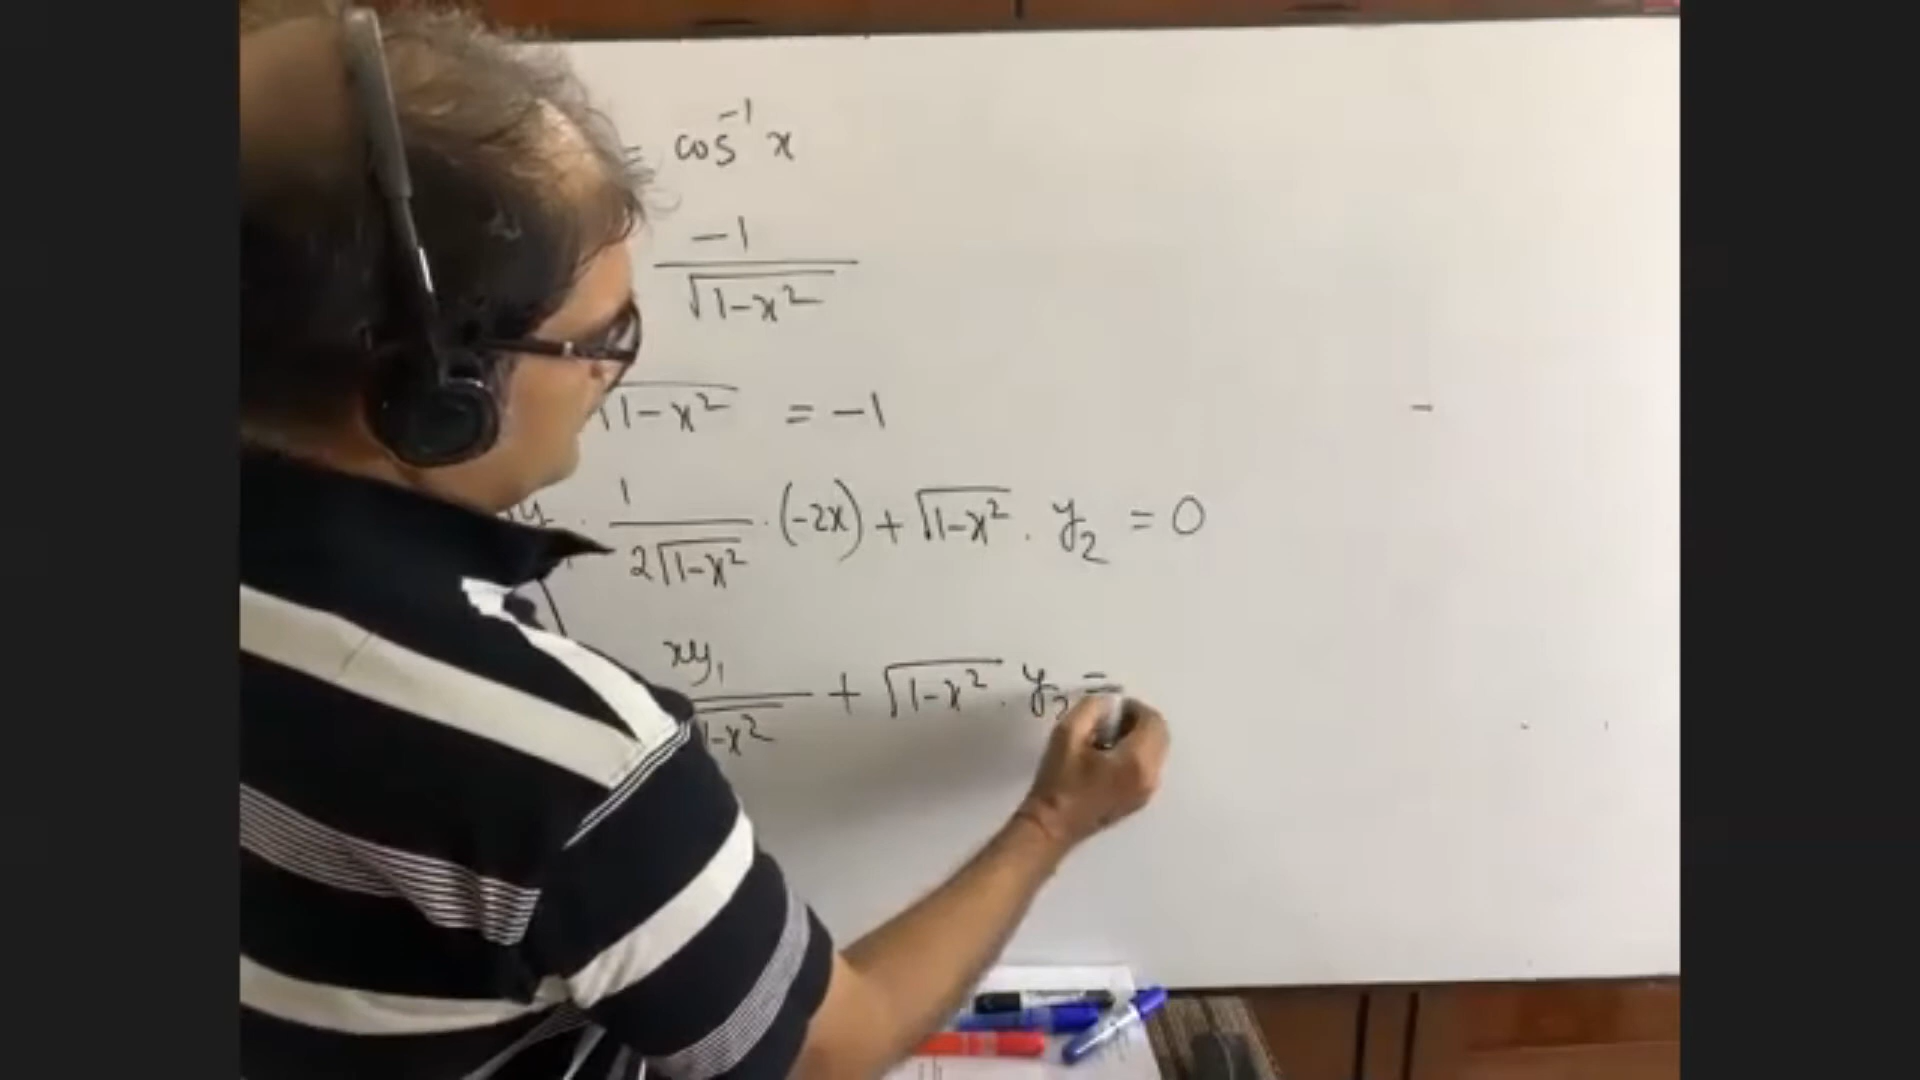 = cos⁻¹ x
-1 / √(1-x²)
√(1-x²) = -1
y · 1 / 2√(1-x²) · (-2x) + √(1-x²) · y₂ = 0
xy₁ / √(1-x²) + √(1-x²) · y₂ =